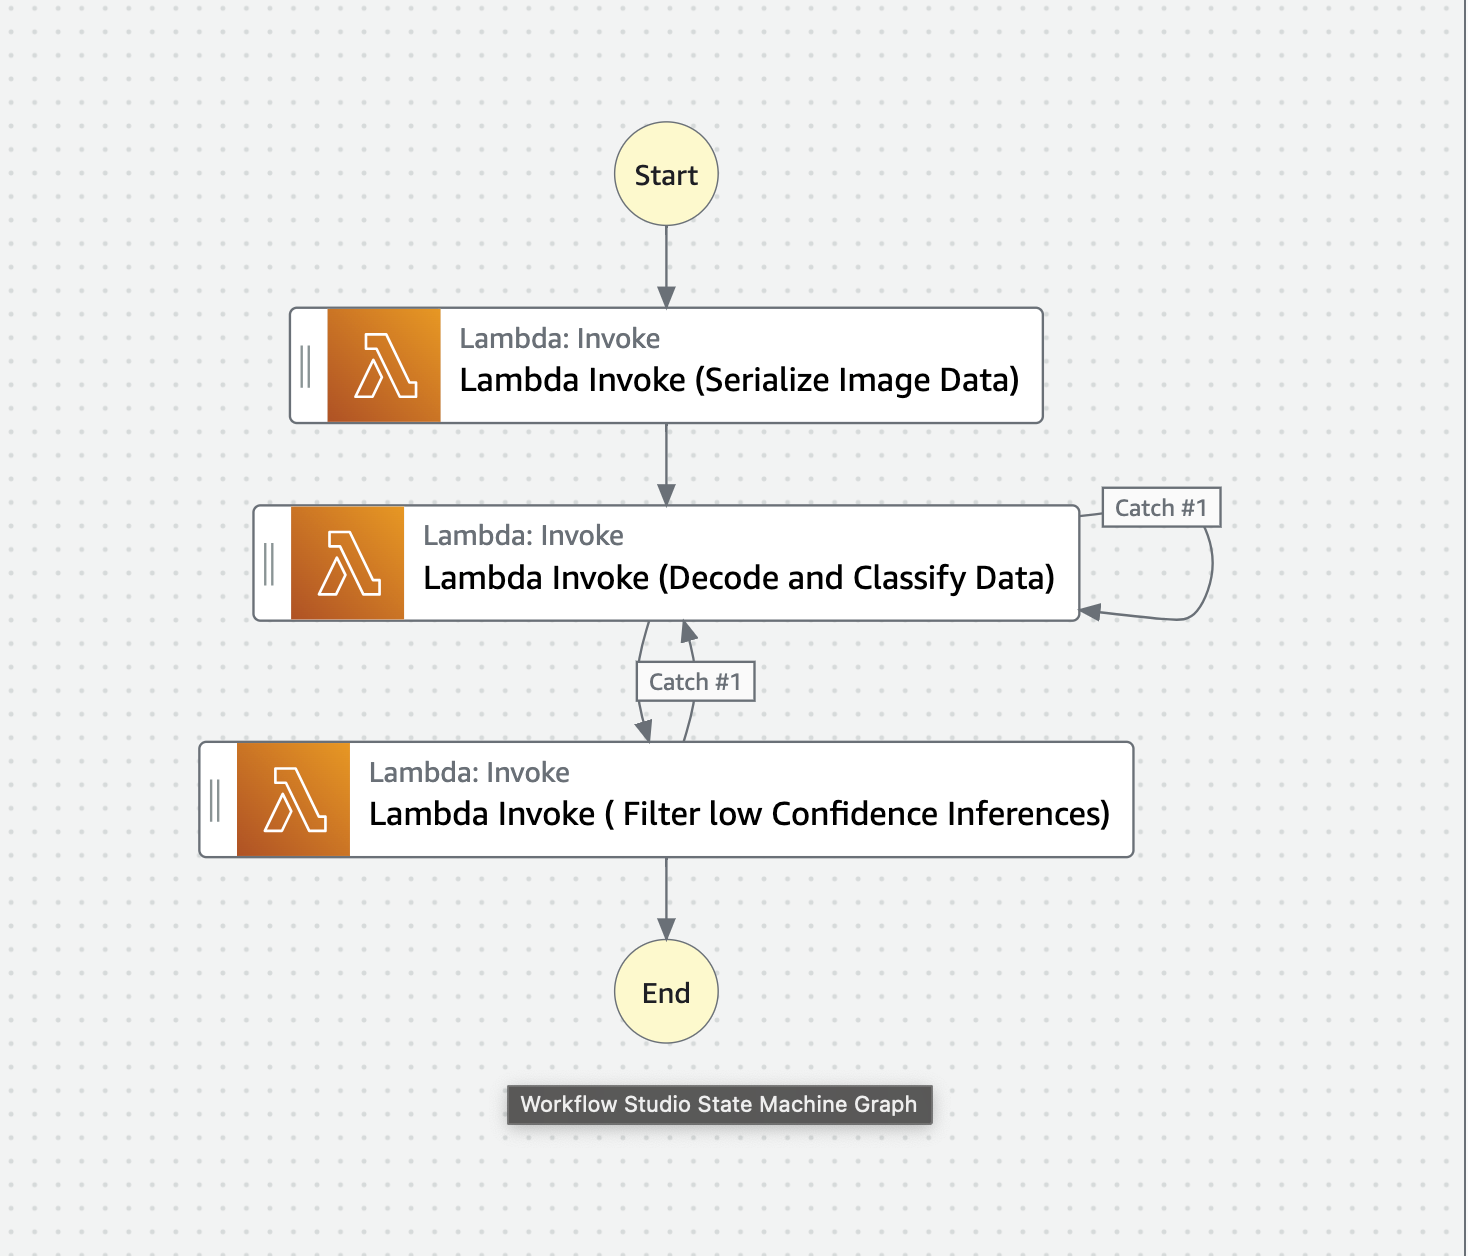 Start
Lambda: Invoke
Lambda Invoke (Serialize Image Data)
Catch #1
Lambda: Invoke
Lambda Invoke (Decode and Classify Data)
Catch #1
Lambda: Invoke
Lambda Invoke ( Filter low Confidence Inferences)
End
Workflow Studio State Machine Graph